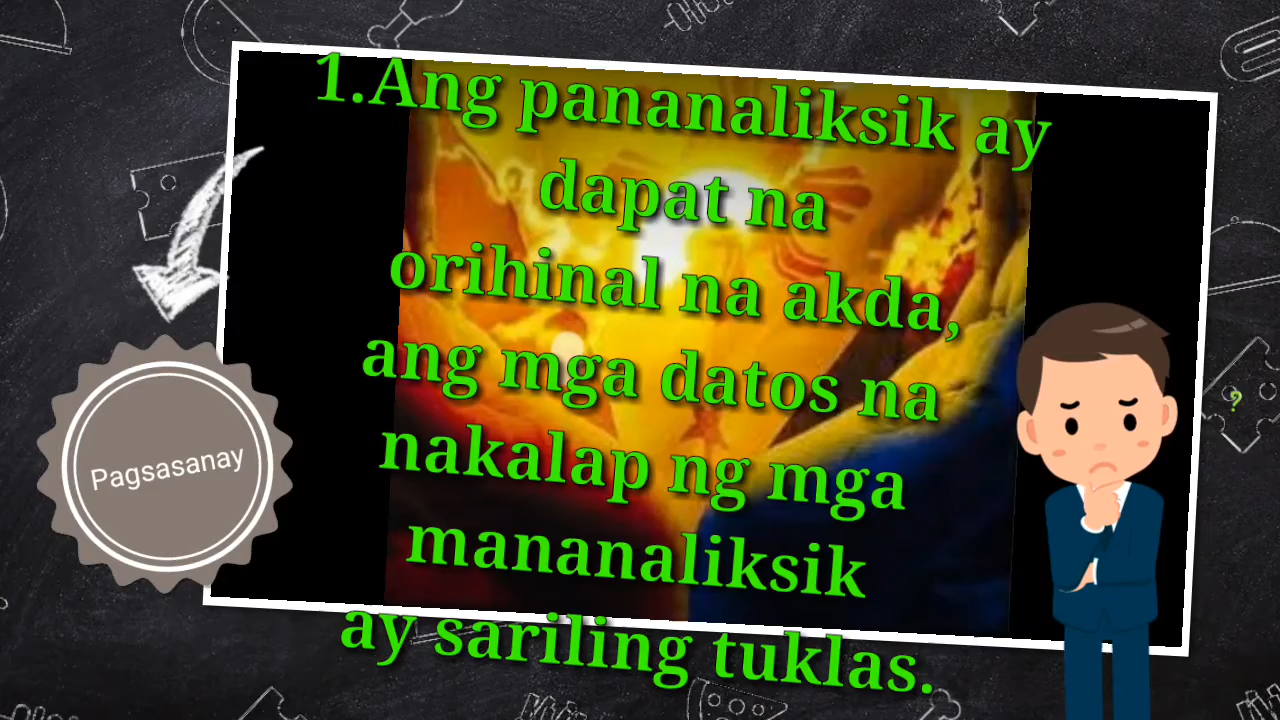 1.Ang pananaliksik ay
dapat na
orihinal na akda,
ang mga datos na
nakalap ng mga
mananaliksik
ay sariling tuklas.
Pagsasanay
?